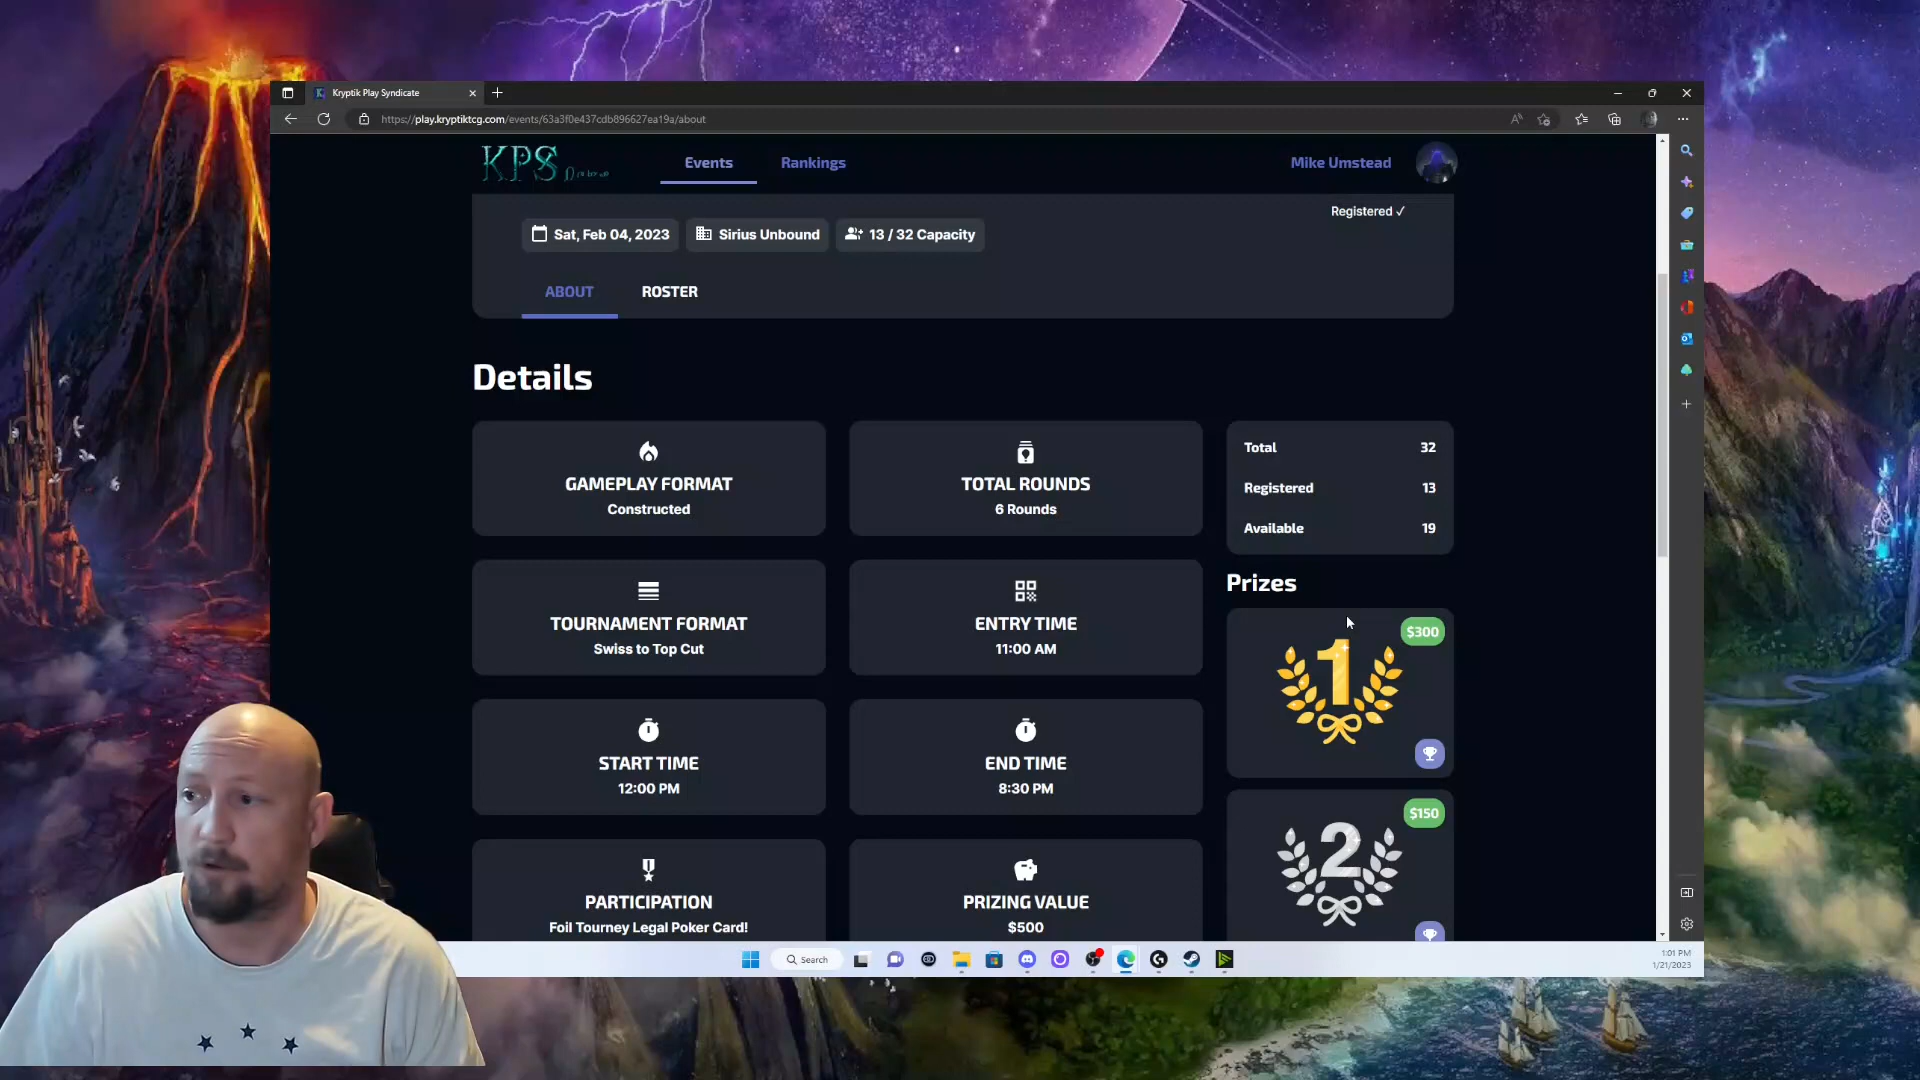 Kryptik Play Syndicate
https://play.kryptiktcg.com/events/63a3f0e437cdb896627ea19a/about
KPS
Events
Rankings
Mike Umstead
Registered ✓
Sat, Feb 04, 2023
Sirius Unbound
13 / 32 Capacity
ABOUT
ROSTER
Details
GAMEPLAY FORMAT
Constructed
TOTAL ROUNDS
6 Rounds
Total 32
Registered 13
Available 19
TOURNAMENT FORMAT
Swiss to Top Cut
ENTRY TIME
11:00 AM
Prizes
$300
1
START TIME
12:00 PM
END TIME
8:30 PM
$150
2
PARTICIPATION
Foil Tourney Legal Poker Card!
PRIZING VALUE
$500
Search
1:01 PM
1/21/2023